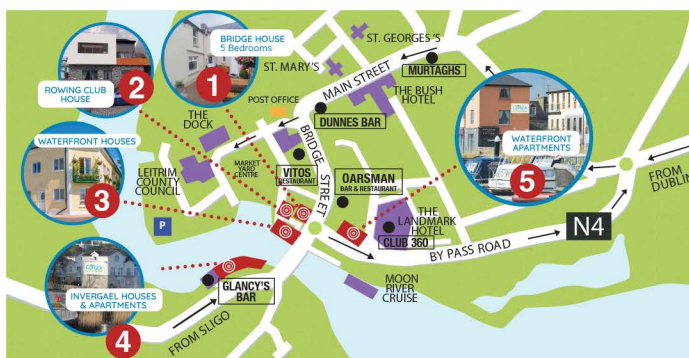 BRIDGE HOUSE
5 Bedrooms
1
ROWING CLUB
HOUSE
2
WATERFRONT HOUSES
3
INVERGAEL HOUSES
& APARTMENTS
4
WATERFRONT
APARTMENTS
5
ST. GEORGES'S
ST. MARY'S
MURTAGHS
MAIN STREET
THE BUSH
HOTEL
POST OFFICE
DUNNES BAR
THE
DOCK
LEITRIM
COUNTY
COUNCIL
MARKET
YARD
CENTRE
BRIDGE STREET
VITOS
RESTAURANT
OARSMAN
BAR & RESTAURANT
THE
LANDMARK
HOTEL
CLUB 360
P
BY PASS ROAD
N4
FROM
DUBLIN
MOON
RIVER
CRUISE
GLANCY'S
BAR
FROM SLIGO